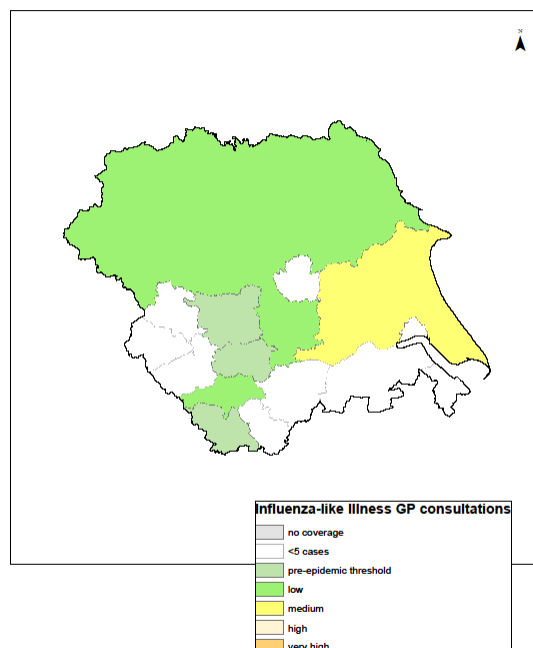 N
Influenza-like Illness GP consultations
no coverage
<5 cases
pre-epidemic threshold
low
medium
high
very high